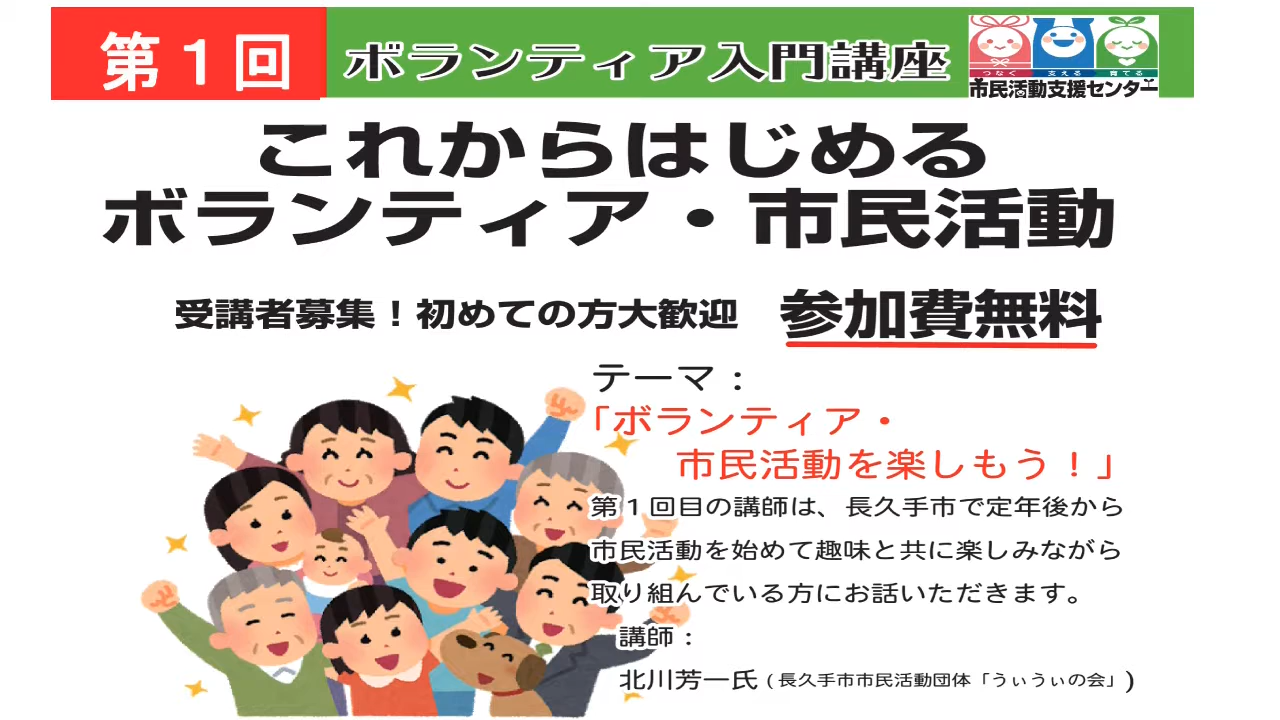 第1回
ボランティア入門講座
つなぐ 支える 育てる
市民活動支援センター
これからはじめる
ボランティア・市民活動
受講者募集！初めての方大歓迎 参加費無料
テーマ：
「ボランティア・
市民活動を楽しもう！」
第1回目の講師は、長久手市で定年後から
市民活動を始めて趣味と共に楽しみながら
取り組んでいる方にお話いただきます。
講師：
北川芳一氏（長久手市市民活動団体「うぃうぃの会」)